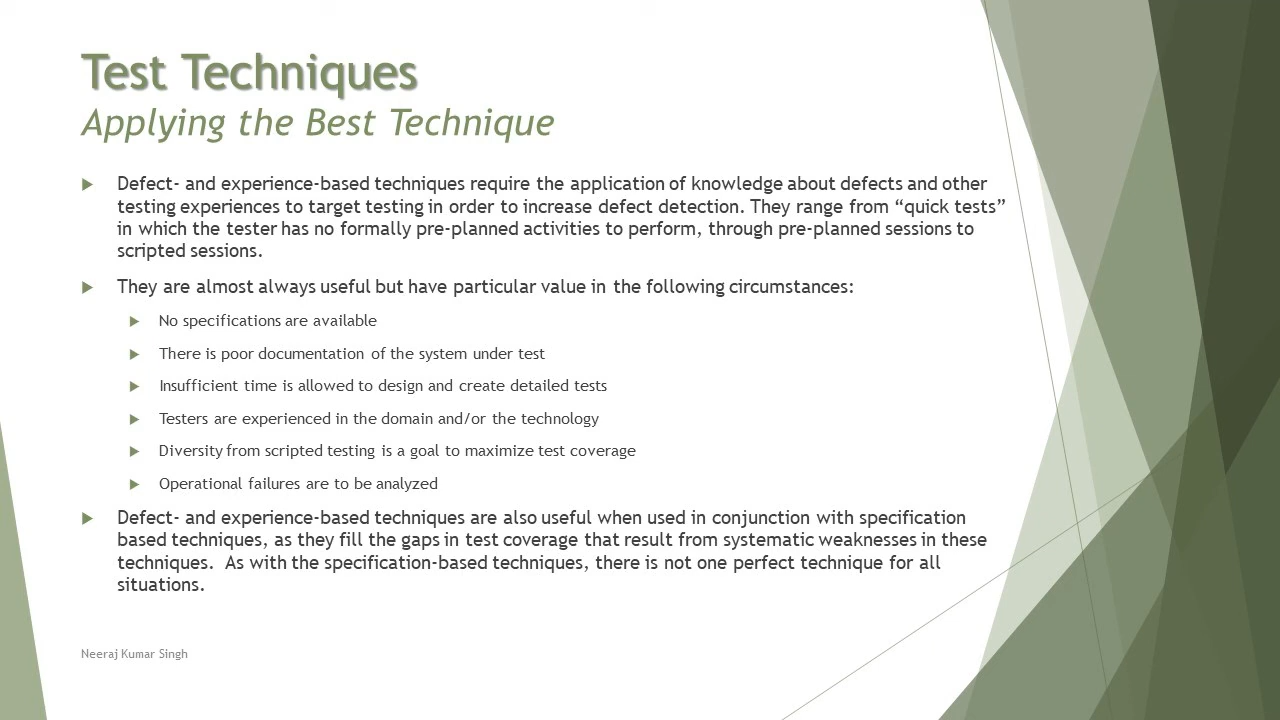 Test Techniques
Applying the Best Technique
Defect- and experience-based techniques require the application of knowledge about defects and other
testing experiences to target testing in order to increase defect detection. They range from “quick tests”
in which the tester has no formally pre-planned activities to perform, through pre-planned sessions to
scripted sessions.
They are almost always useful but have particular value in the following circumstances:
No specifications are available
There is poor documentation of the system under test
Insufficient time is allowed to design and create detailed tests
Testers are experienced in the domain and/or the technology
Diversity from scripted testing is a goal to maximize test coverage
Operational failures are to be analyzed
Defect- and experience-based techniques are also useful when used in conjunction with specification
based techniques, as they fill the gaps in test coverage that result from systematic weaknesses in these
techniques.  As with the specification-based techniques, there is not one perfect technique for all
situations.
Neeraj Kumar Singh